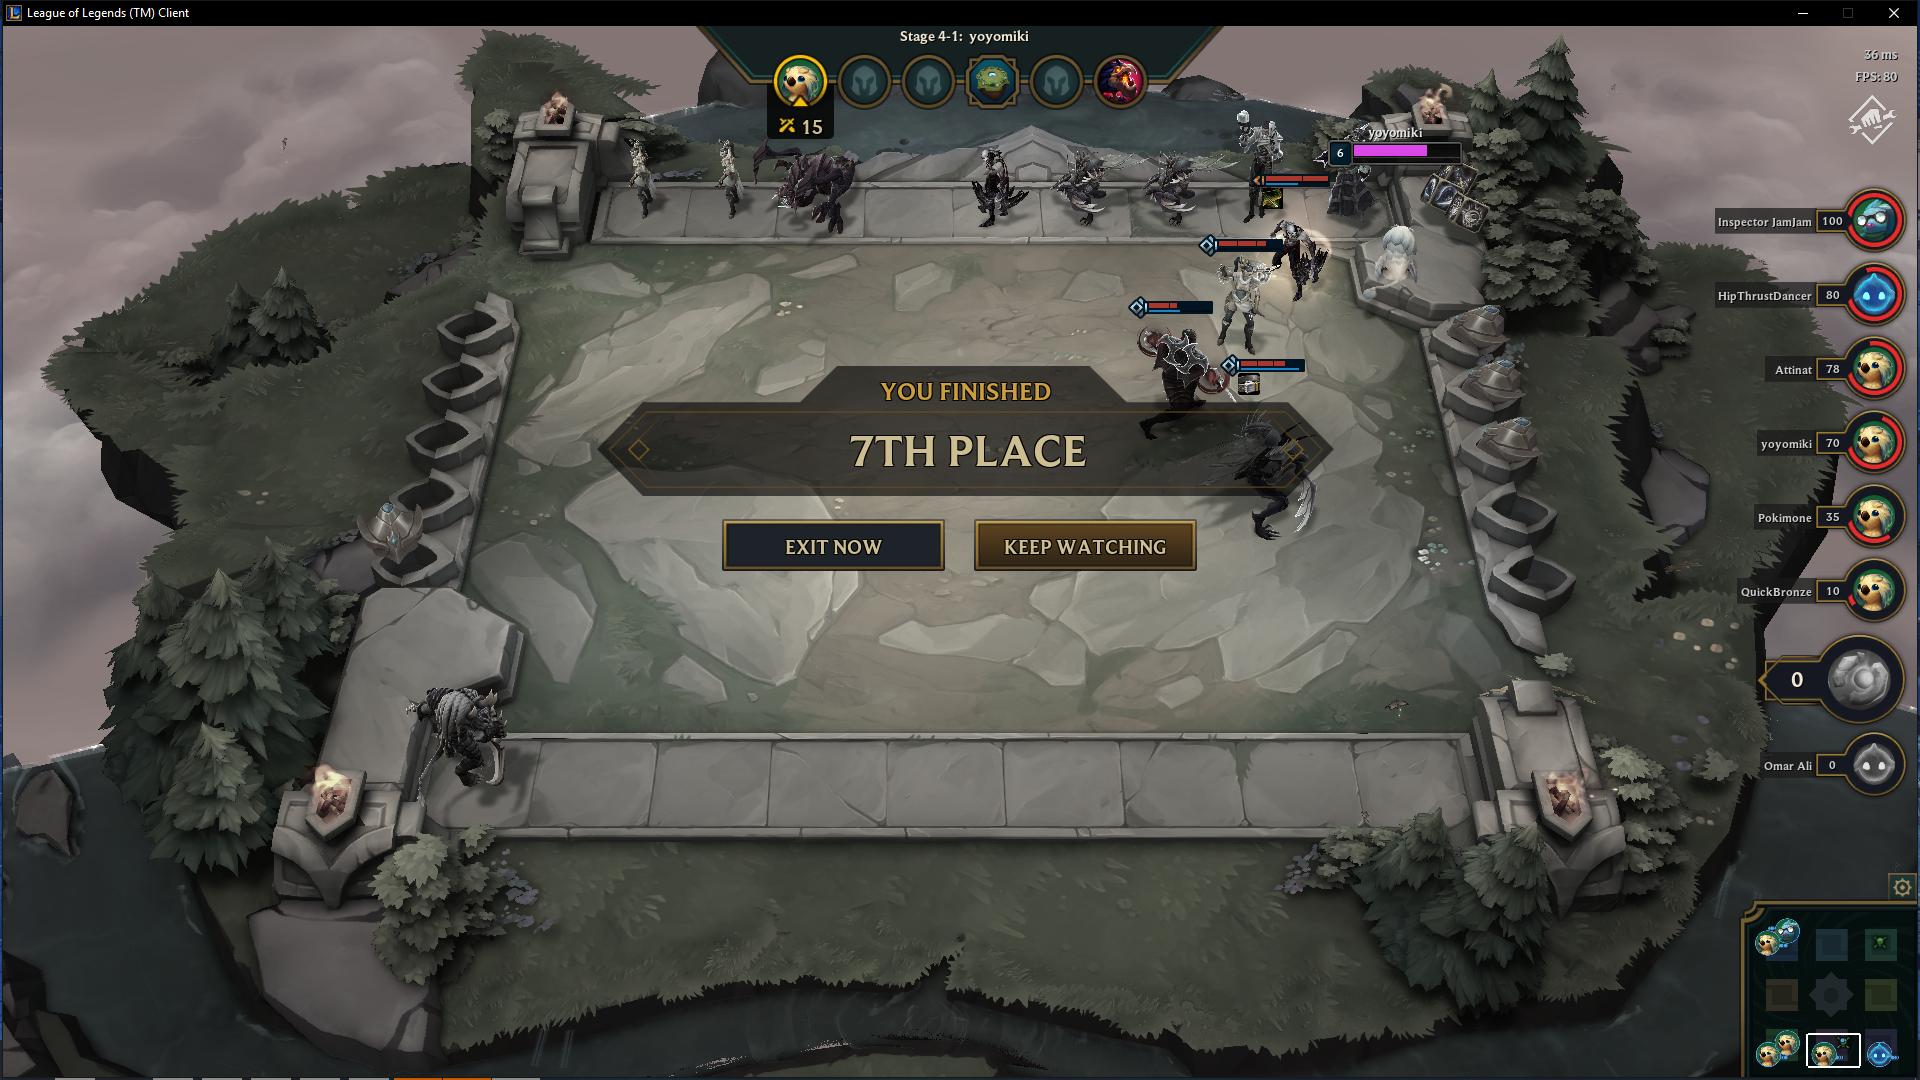 League of Legends (TM) Client
Stage 4-1: yoyomiki
36 ms
FPS: 80
15
yoyomiki
6
Inspector JamJam 100
HipThrustDancer 80
Attinat 78
YOU FINISHED
7TH PLACE
yoyomiki 70
Pokimone 35
EXIT NOW
KEEP WATCHING
QuickBronze 10
0
Omar Ali 0